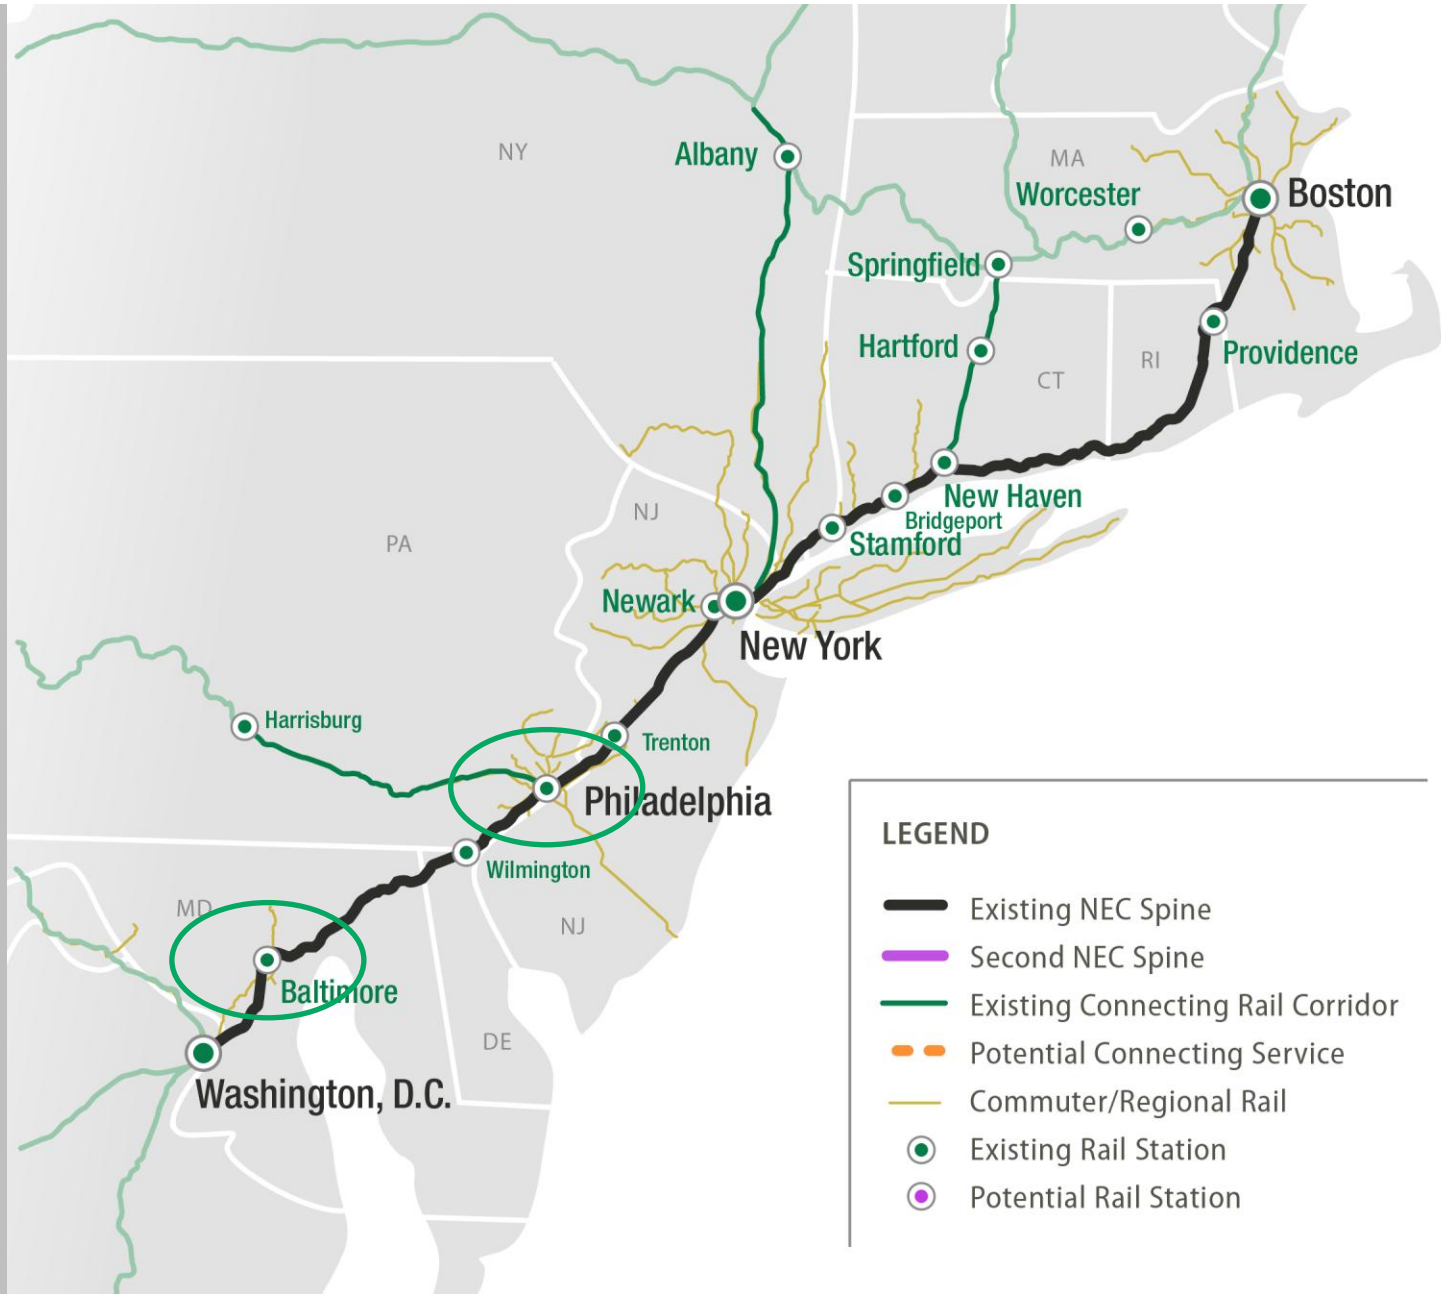 NY
Albany
MA
Worcester
Boston
Springfield
Hartford
Providence
CT
RI
New Haven
Bridgeport
Stamford
NJ
PA
Newark
New York
Harrisburg
Trenton
Philadelphia
Wilmington
MD
NJ
Baltimore
DE
Washington, D.C.
LEGEND
Existing NEC Spine
Second NEC Spine
Existing Connecting Rail Corridor
Potential Connecting Service
Commuter/Regional Rail
Existing Rail Station
Potential Rail Station